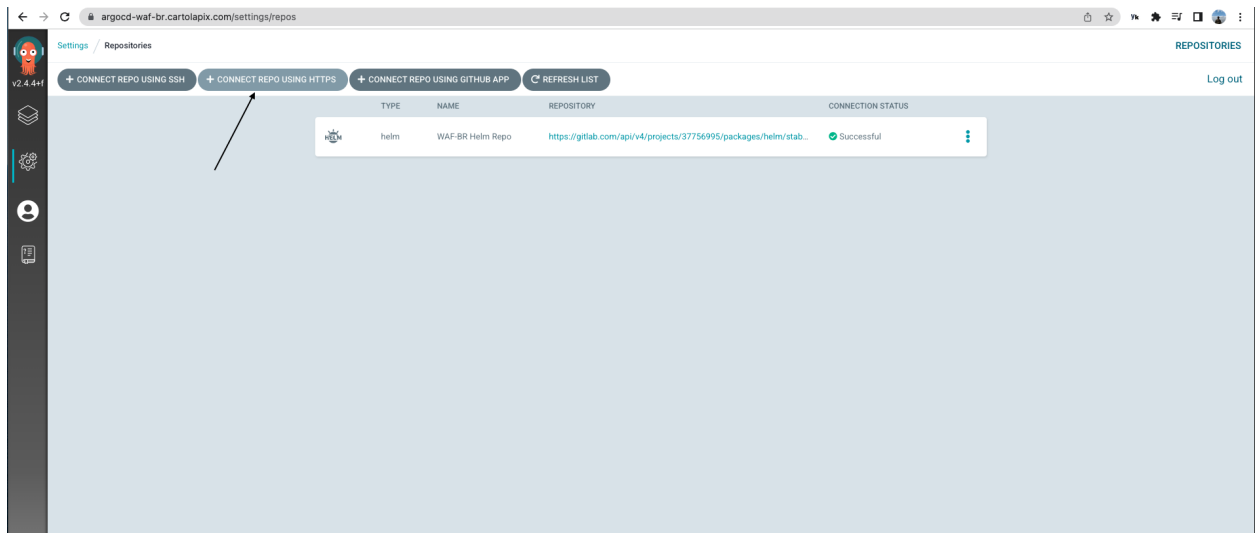 argocd-waf-br.cartolapix.com/settings/repos
Settings / Repositories
REPOSITORIES
v2.4.4+f
+ CONNECT REPO USING SSH
+ CONNECT REPO USING HTTPS
+ CONNECT REPO USING GITHUB APP
REFRESH LIST
Log out
TYPE NAME REPOSITORY CONNECTION STATUS
HELM helm WAF-BR Helm Repo https://gitlab.com/api/v4/projects/37756995/packages/helm/stab... Successful